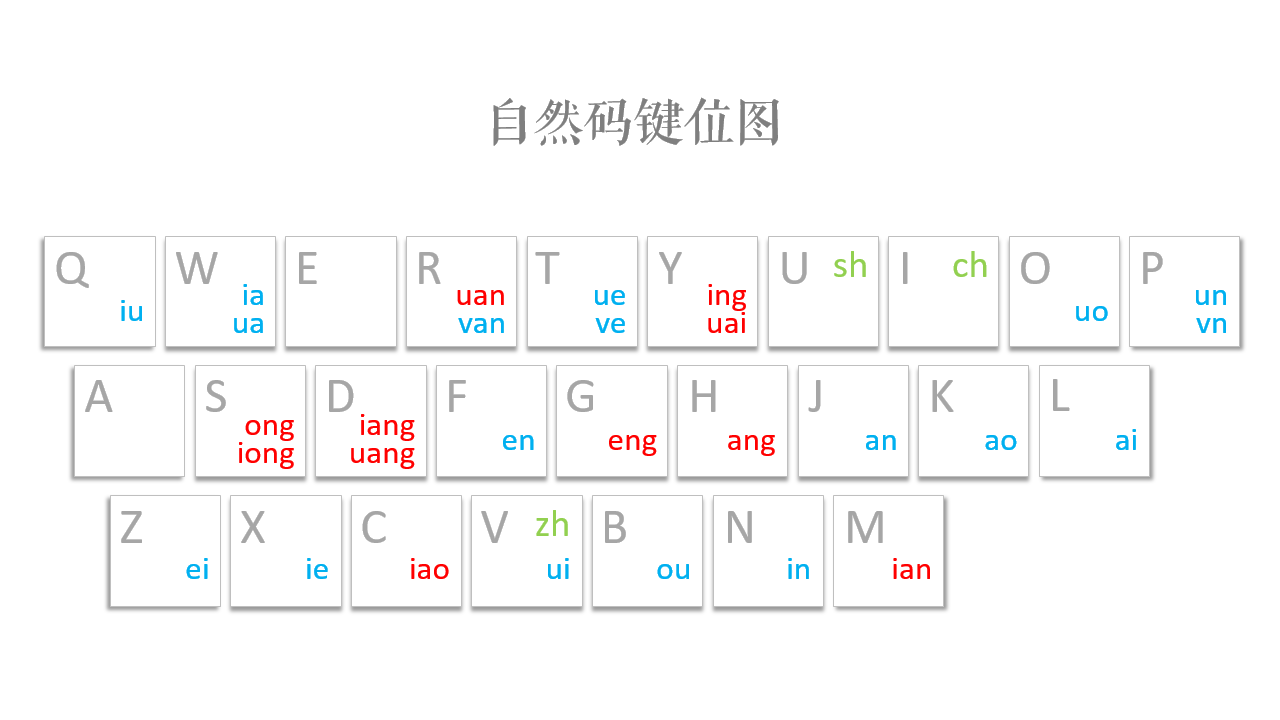 自然码键位图
Q iu
W ia
ua
E
R uan
van
T ue
ve
Y ing
uai
U sh
I ch
O uo
P un
vn
A
S ong
iong
D iang
uang
F en
G eng
H ang
J an
K ao
L ai
Z ei
X ie
C iao
V zh
ui
B ou
N in
M ian